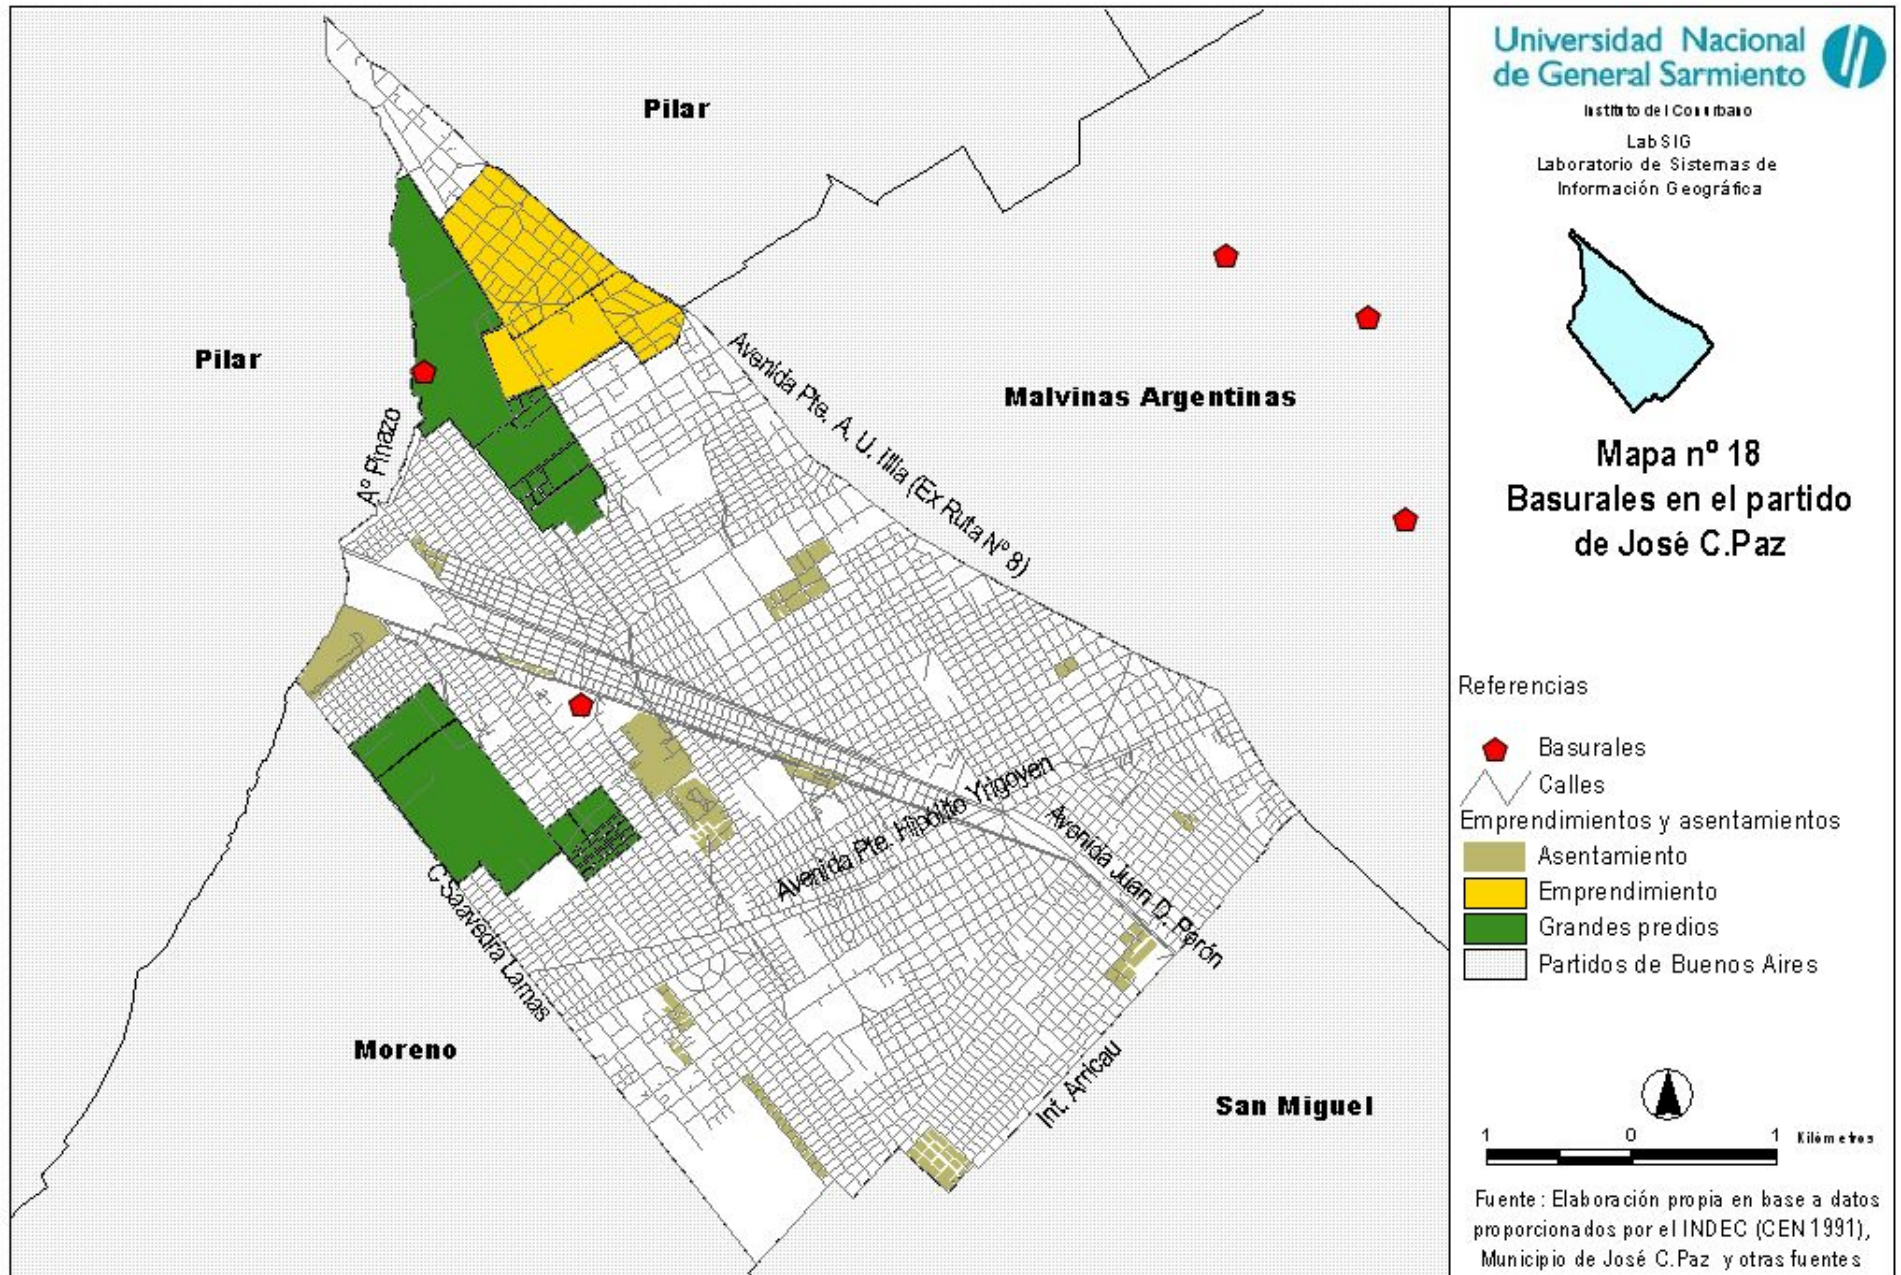 Pilar
Pilar
Malvinas Argentinas
Avenida Pte. A. U. Illia (Ex Ruta Nº 8)
Aº Pinazo
Avenida Pte. Hipólito Yrigoyen
Avenida Juan D. Perón
C Saavedra Lamas
Moreno
Int. Arricau
San Miguel
Universidad Nacional
de General Sarmiento
Instituto del Conurbano
LabSIG
Laboratorio de Sistemas de
Información Geográfica
Mapa nº 18
Basurales en el partido
de José C.Paz
Referencias
Basurales
Calles
Emprendimientos y asentamientos
Asentamiento
Emprendimiento
Grandes predios
Partidos de Buenos Aires
1 0 1 Kilómetros
Fuente: Elaboración propia en base a datos
proporcionados por el INDEC (CEN 1991),
Municipio de José C.Paz y otras fuentes